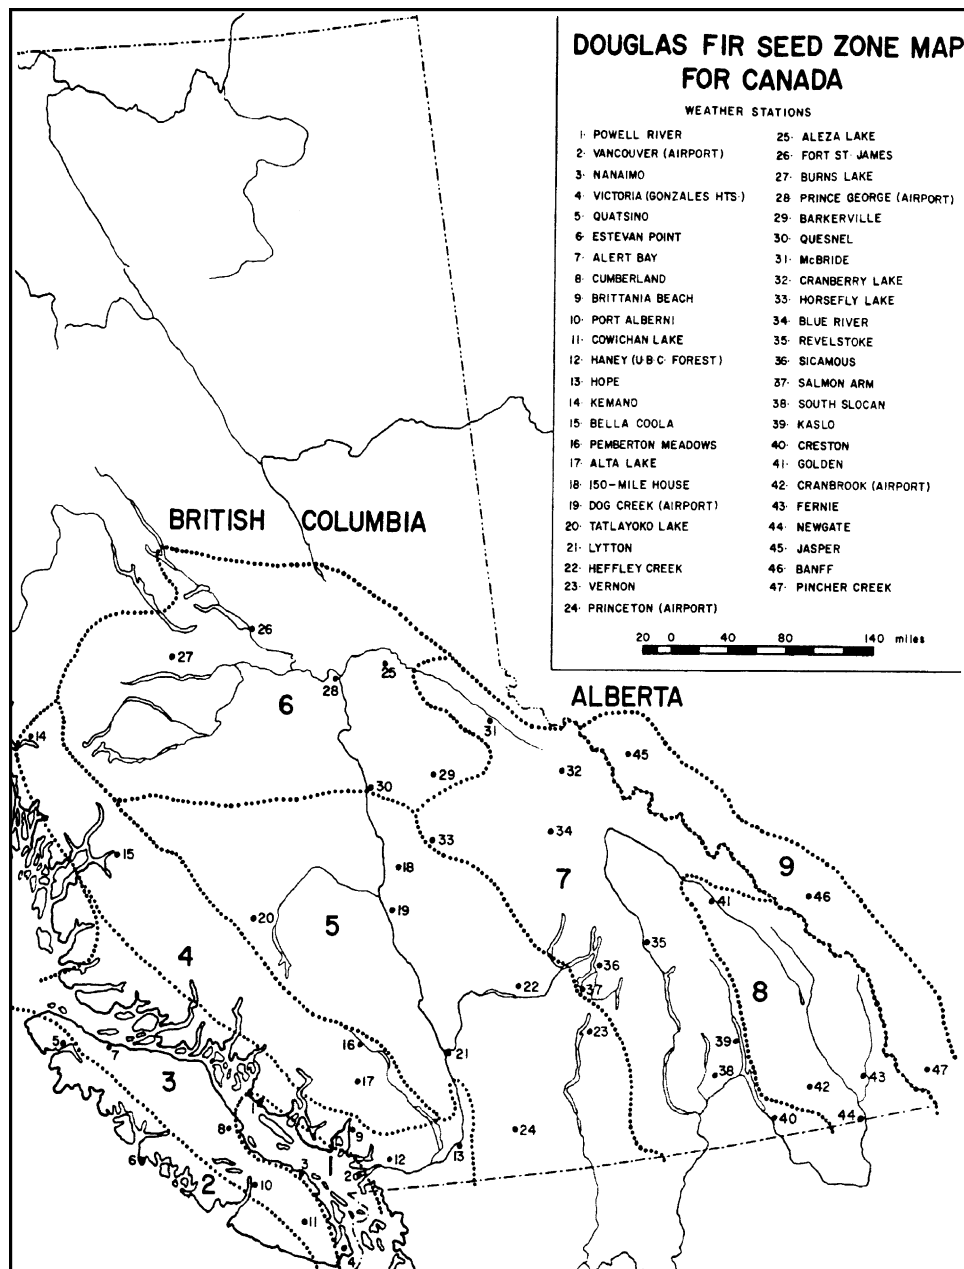 DOUGLAS FIR SEED ZONE MAP
FOR CANADA
WEATHER STATIONS
1· POWELL RIVER
2· VANCOUVER (AIRPORT)
3· NANAIMO
4· VICTORIA (GONZALES HTS·)
5· QUATSINO
6· ESTEVAN POINT
7· ALERT BAY
8· CUMBERLAND
9· BRITTANIA BEACH
10· PORT ALBERNI
11· COWICHAN LAKE
12· HANEY (U·B·C· FOREST)
13· HOPE
14· KEMANO
15· BELLA COOLA
16· PEMBERTON MEADOWS
17· ALTA LAKE
18· 150-MILE HOUSE
19· DOG CREEK (AIRPORT)
20· TATLAYOKO LAKE
21· LYTTON
22· HEFFLEY CREEK
23· VERNON
24· PRINCETON (AIRPORT)
25· ALEZA LAKE
26· FORT ST· JAMES
27· BURNS LAKE
28· PRINCE GEORGE (AIRPORT)
29· BARKERVILLE
30· QUESNEL
31· McBRIDE
32· CRANBERRY LAKE
33· HORSEFLY LAKE
34· BLUE RIVER
35· REVELSTOKE
36· SICAMOUS
37· SALMON ARM
38· SOUTH SLOCAN
39· KASLO
40· CRESTON
41· GOLDEN
42· CRANBROOK (AIRPORT)
43· FERNIE
44· NEWGATE
45· JASPER
46· BANFF
47· PINCHER CREEK
20 0 40 80 140 miles
BRITISH COLUMBIA
26
27
25
28
ALBERTA
6
31
14
45
32
29
30
34
33
15
18
7
9
46
41
19
20
5
35
4
36
8
22
37
23
5
7
16
21
39
3
17
38
47
43
42
1
8
9
24
40
44
13
12
1
6
3
2
2
10
11
4